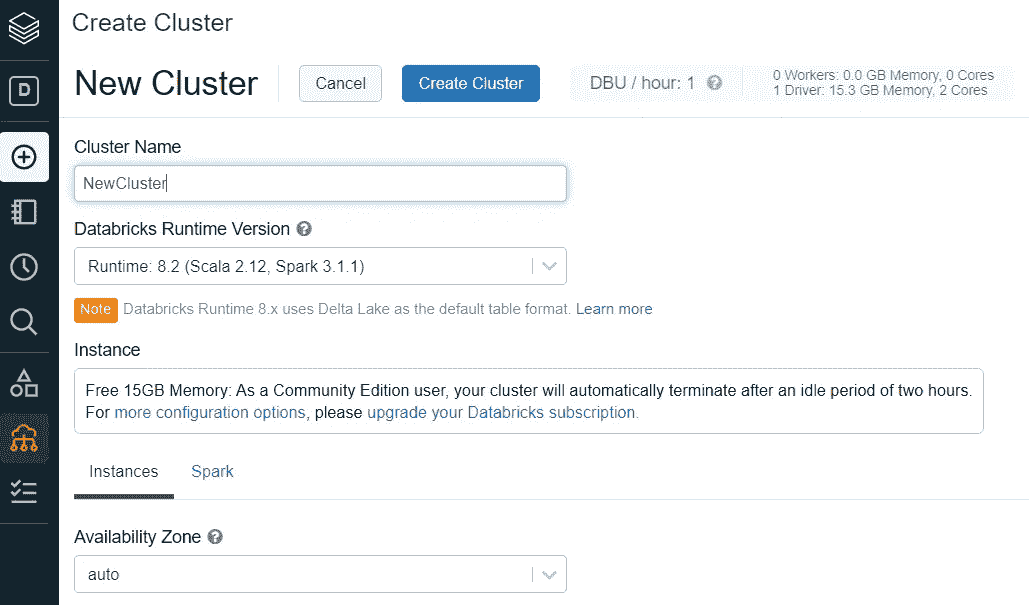 Create Cluster
New Cluster
Cancel
Create Cluster
DBU / hour: 1
0 Workers: 0.0 GB Memory, 0 Cores
1 Driver: 15.3 GB Memory, 2 Cores
D
Cluster Name
NewCluster
Databricks Runtime Version
Runtime: 8.2 (Scala 2.12, Spark 3.1.1)
Note Databricks Runtime 8.x uses Delta Lake as the default table format. Learn more
Instance
Free 15GB Memory: As a Community Edition user, your cluster will automatically terminate after an idle period of two hours.
For more configuration options, please upgrade your Databricks subscription.
Instances
Spark
Availability Zone
auto